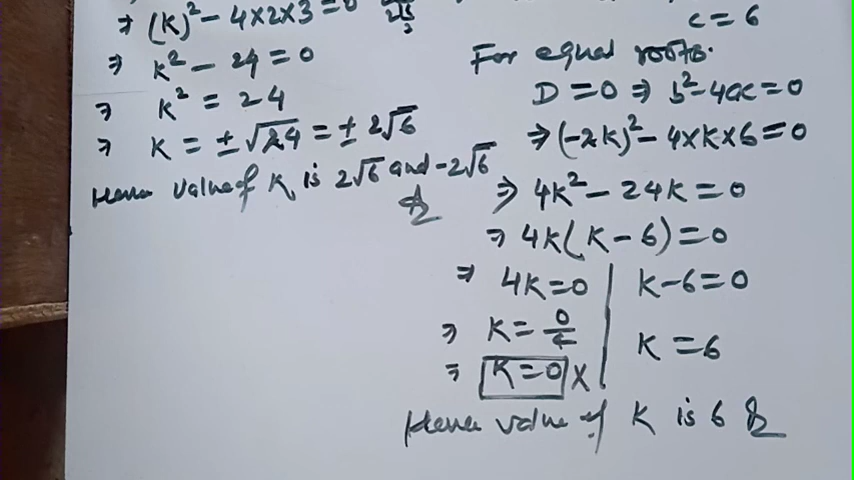 ⇒ (K)² - 4×2×3 = 0
⇒ K² - 24 = 0
⇒ K² = 24
⇒ K = ±√24 = ± 2√6
Hence value of K is 2√6 and -2√6
c = 6
For equal roots.
D = 0 ⇒ b² - 4ac = 0
⇒ (-2K)² - 4×K×6 = 0
⇒ 4K² - 24K = 0
⇒ 4K(K - 6) = 0
⇒ 4K = 0 | K - 6 = 0
⇒ K = 0/4
K = 6
⇒ K = 0 X
Hence value of K is 6